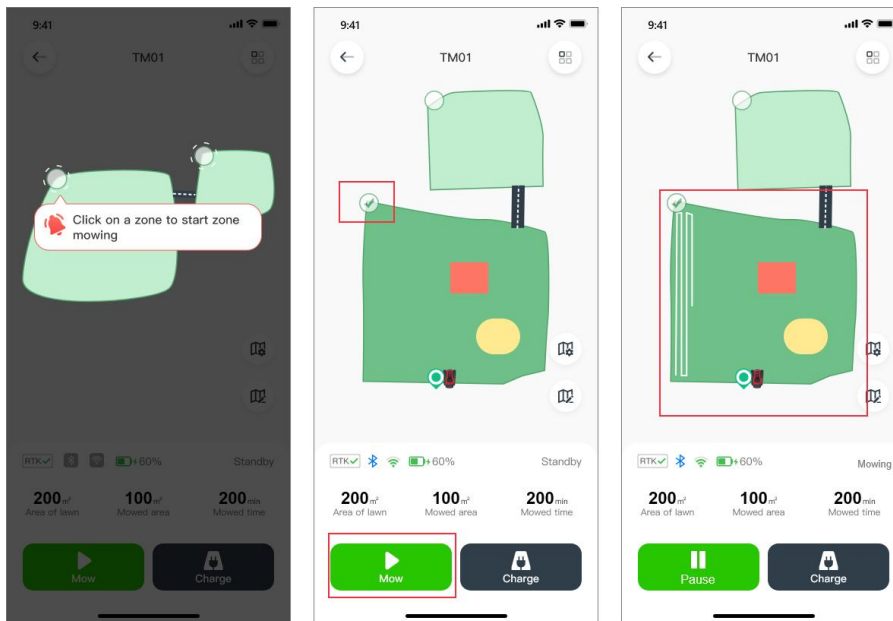 9:41
TM01
Click on a zone to start zone
mowing
RTK
60%
Standby
200㎡
100㎡
200min
Area of lawn
Mowed area
Mowed time
Mow
Charge
9:41
TM01
RTK
60%
Standby
200㎡
100㎡
200min
Area of lawn
Mowed area
Mowed time
Mow
Charge
9:41
TM01
RTK
60%
Mowing
200㎡
100㎡
200min
Area of lawn
Mowed area
Mowed time
Pause
Charge